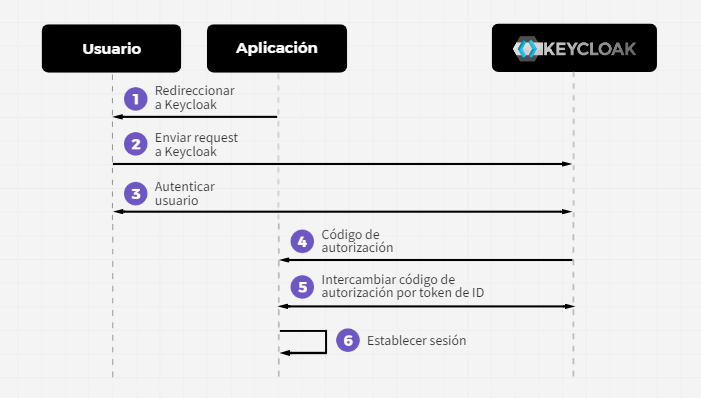 Usuario
Aplicación
KEYCLOAK
1
Redireccionar
a Keycloak
2
Enviar request
a Keycloak
3
Autenticar
usuario
4
Código de
autorización
5
Intercambiar código de
autorización por token de ID
6
Establecer sesión